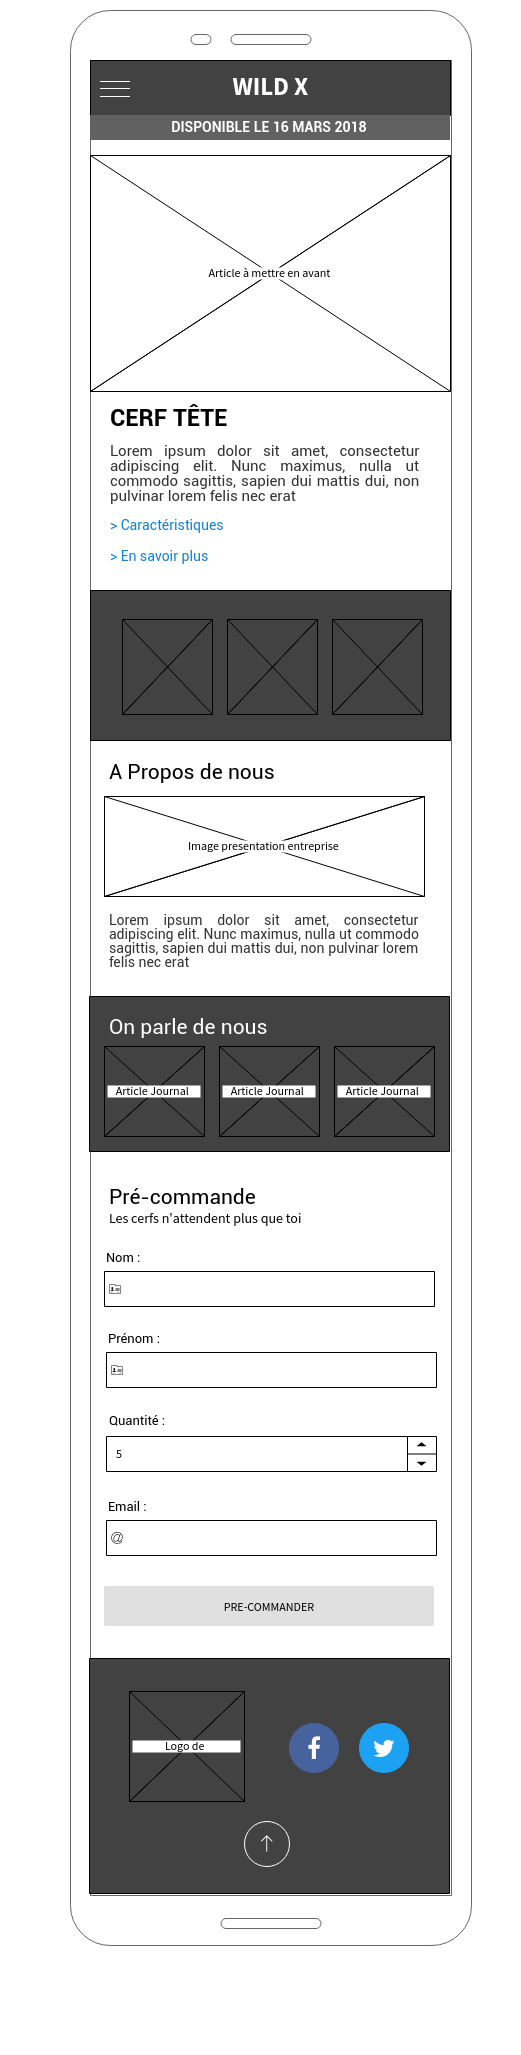 WILD X
DISPONIBLE LE 16 MARS 2018
Article à mettre en avant
CERF TÊTE
Lorem ipsum dolor sit amet, consectetur
adipiscing elit. Nunc maximus, nulla ut
commodo sagittis, sapien dui mattis dui, non
pulvinar lorem felis nec erat
> Caractéristiques
> En savoir plus
A Propos de nous
Image presentation entreprise
Lorem ipsum dolor sit amet, consectetur
adipiscing elit. Nunc maximus, nulla ut commodo
sagittis, sapien dui mattis dui, non pulvinar lorem
felis nec erat
On parle de nous
Article Journal
Article Journal
Article Journal
Pré-commande
Les cerfs n'attendent plus que toi
Nom :
Prénom :
Quantité :
5
Email :
@
PRE-COMMANDER
Logo de